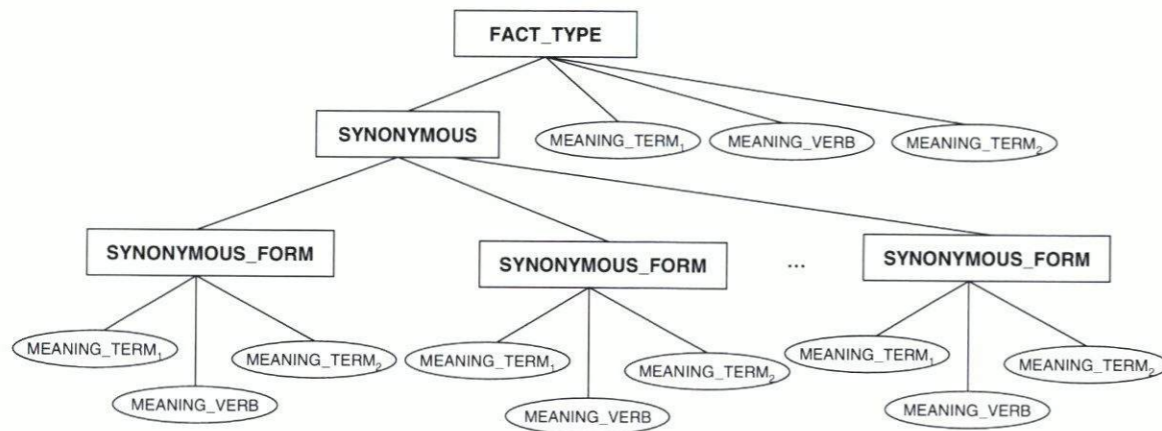 FACT_TYPE
SYNONYMOUS
MEANING_TERM₁
MEANING_VERB
MEANING_TERM₂
SYNONYMOUS_FORM
SYNONYMOUS_FORM
...
SYNONYMOUS_FORM
MEANING_TERM₁
MEANING_TERM₂
MEANING_VERB
MEANING_TERM₁
MEANING_TERM₂
MEANING_VERB
MEANING_TERM₁
MEANING_TERM₂
MEANING_VERB